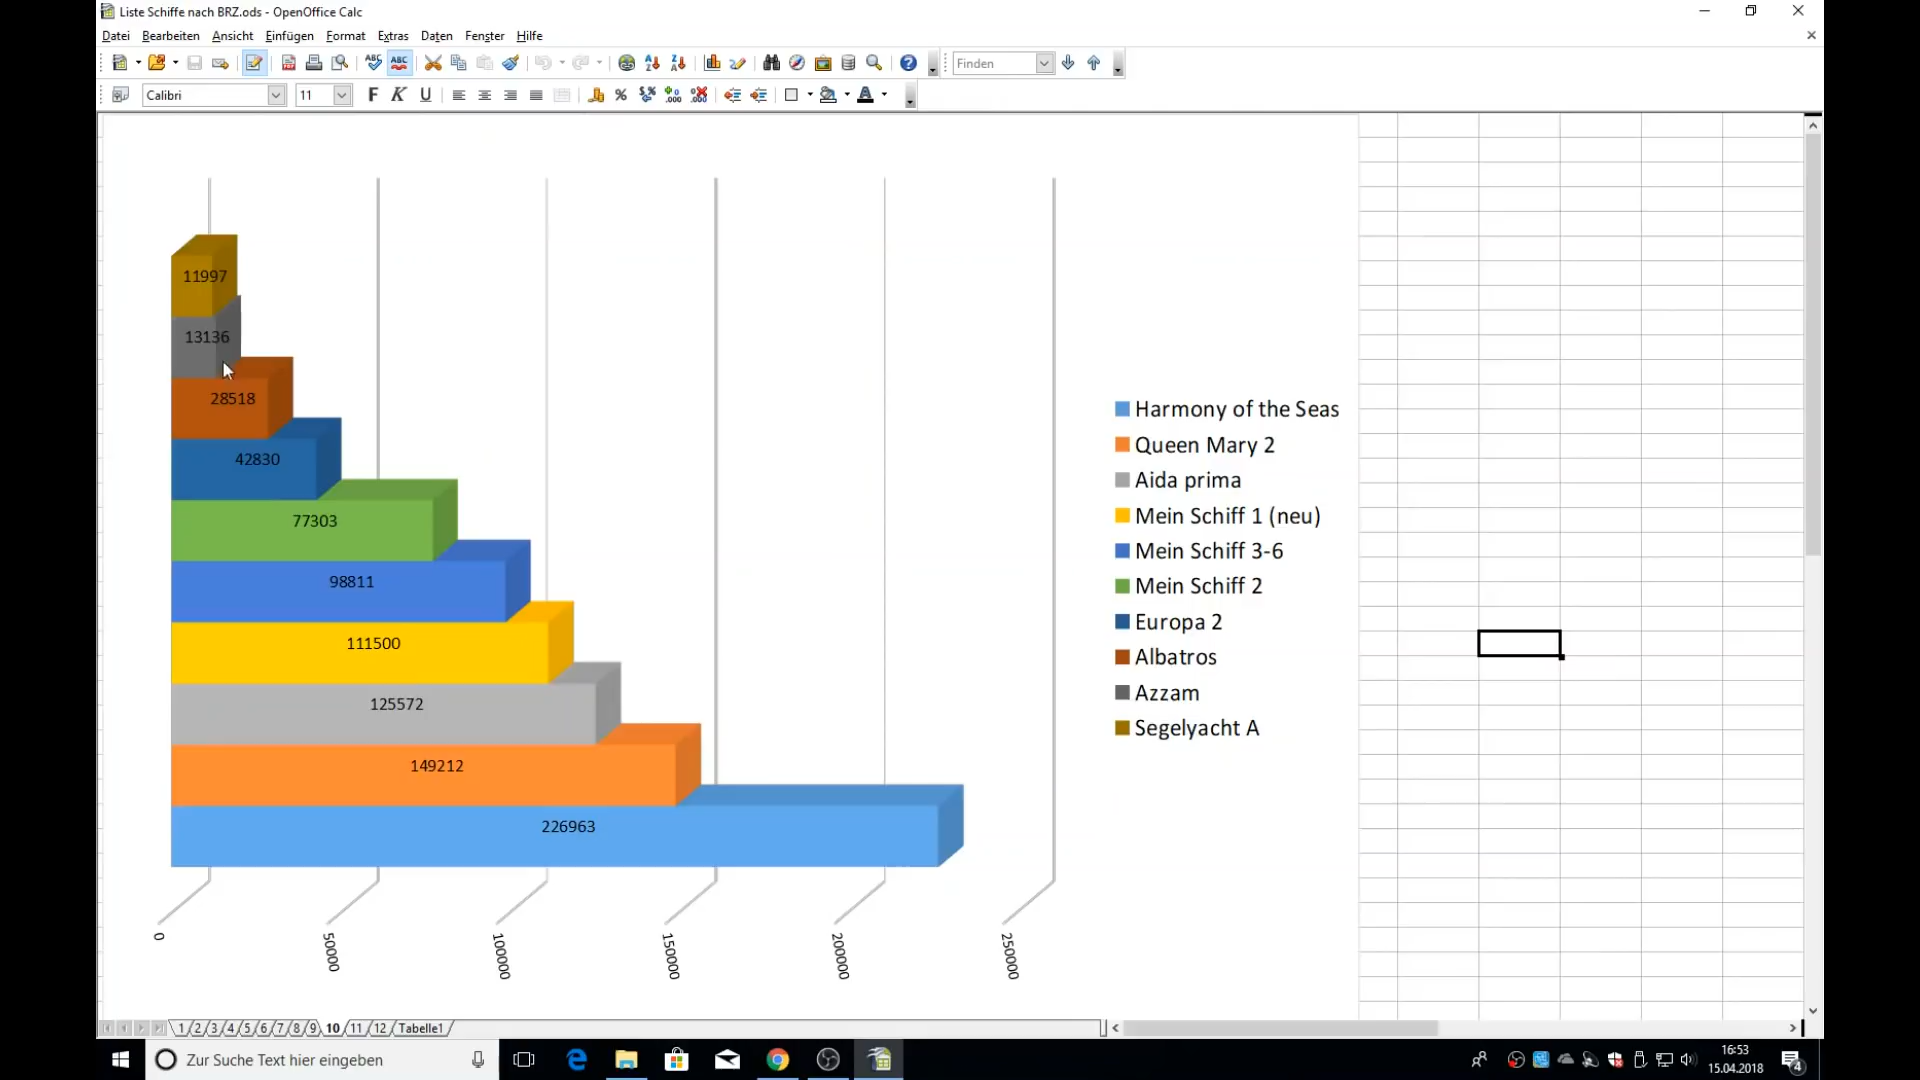 Liste Schiffe nach BRZ.ods - OpenOffice Calc
Datei Bearbeiten Ansicht Einfügen Format Extras Daten Fenster Hilfe
Finden
Calibri 11 F K U
11997
13136
28518
42830
77303
98811
111500
125572
149212
226963
Harmony of the Seas
Queen Mary 2
Aida prima
Mein Schiff 1 (neu)
Mein Schiff 3-6
Mein Schiff 2
Europa 2
Albatros
Azzam
Segelyacht A
0 50000 100000 150000 200000 250000
1 2 3 4 5 6 7 8 9 10 11 12 Tabelle1
Zur Suche Text hier eingeben
16:53
15.04.2018
4